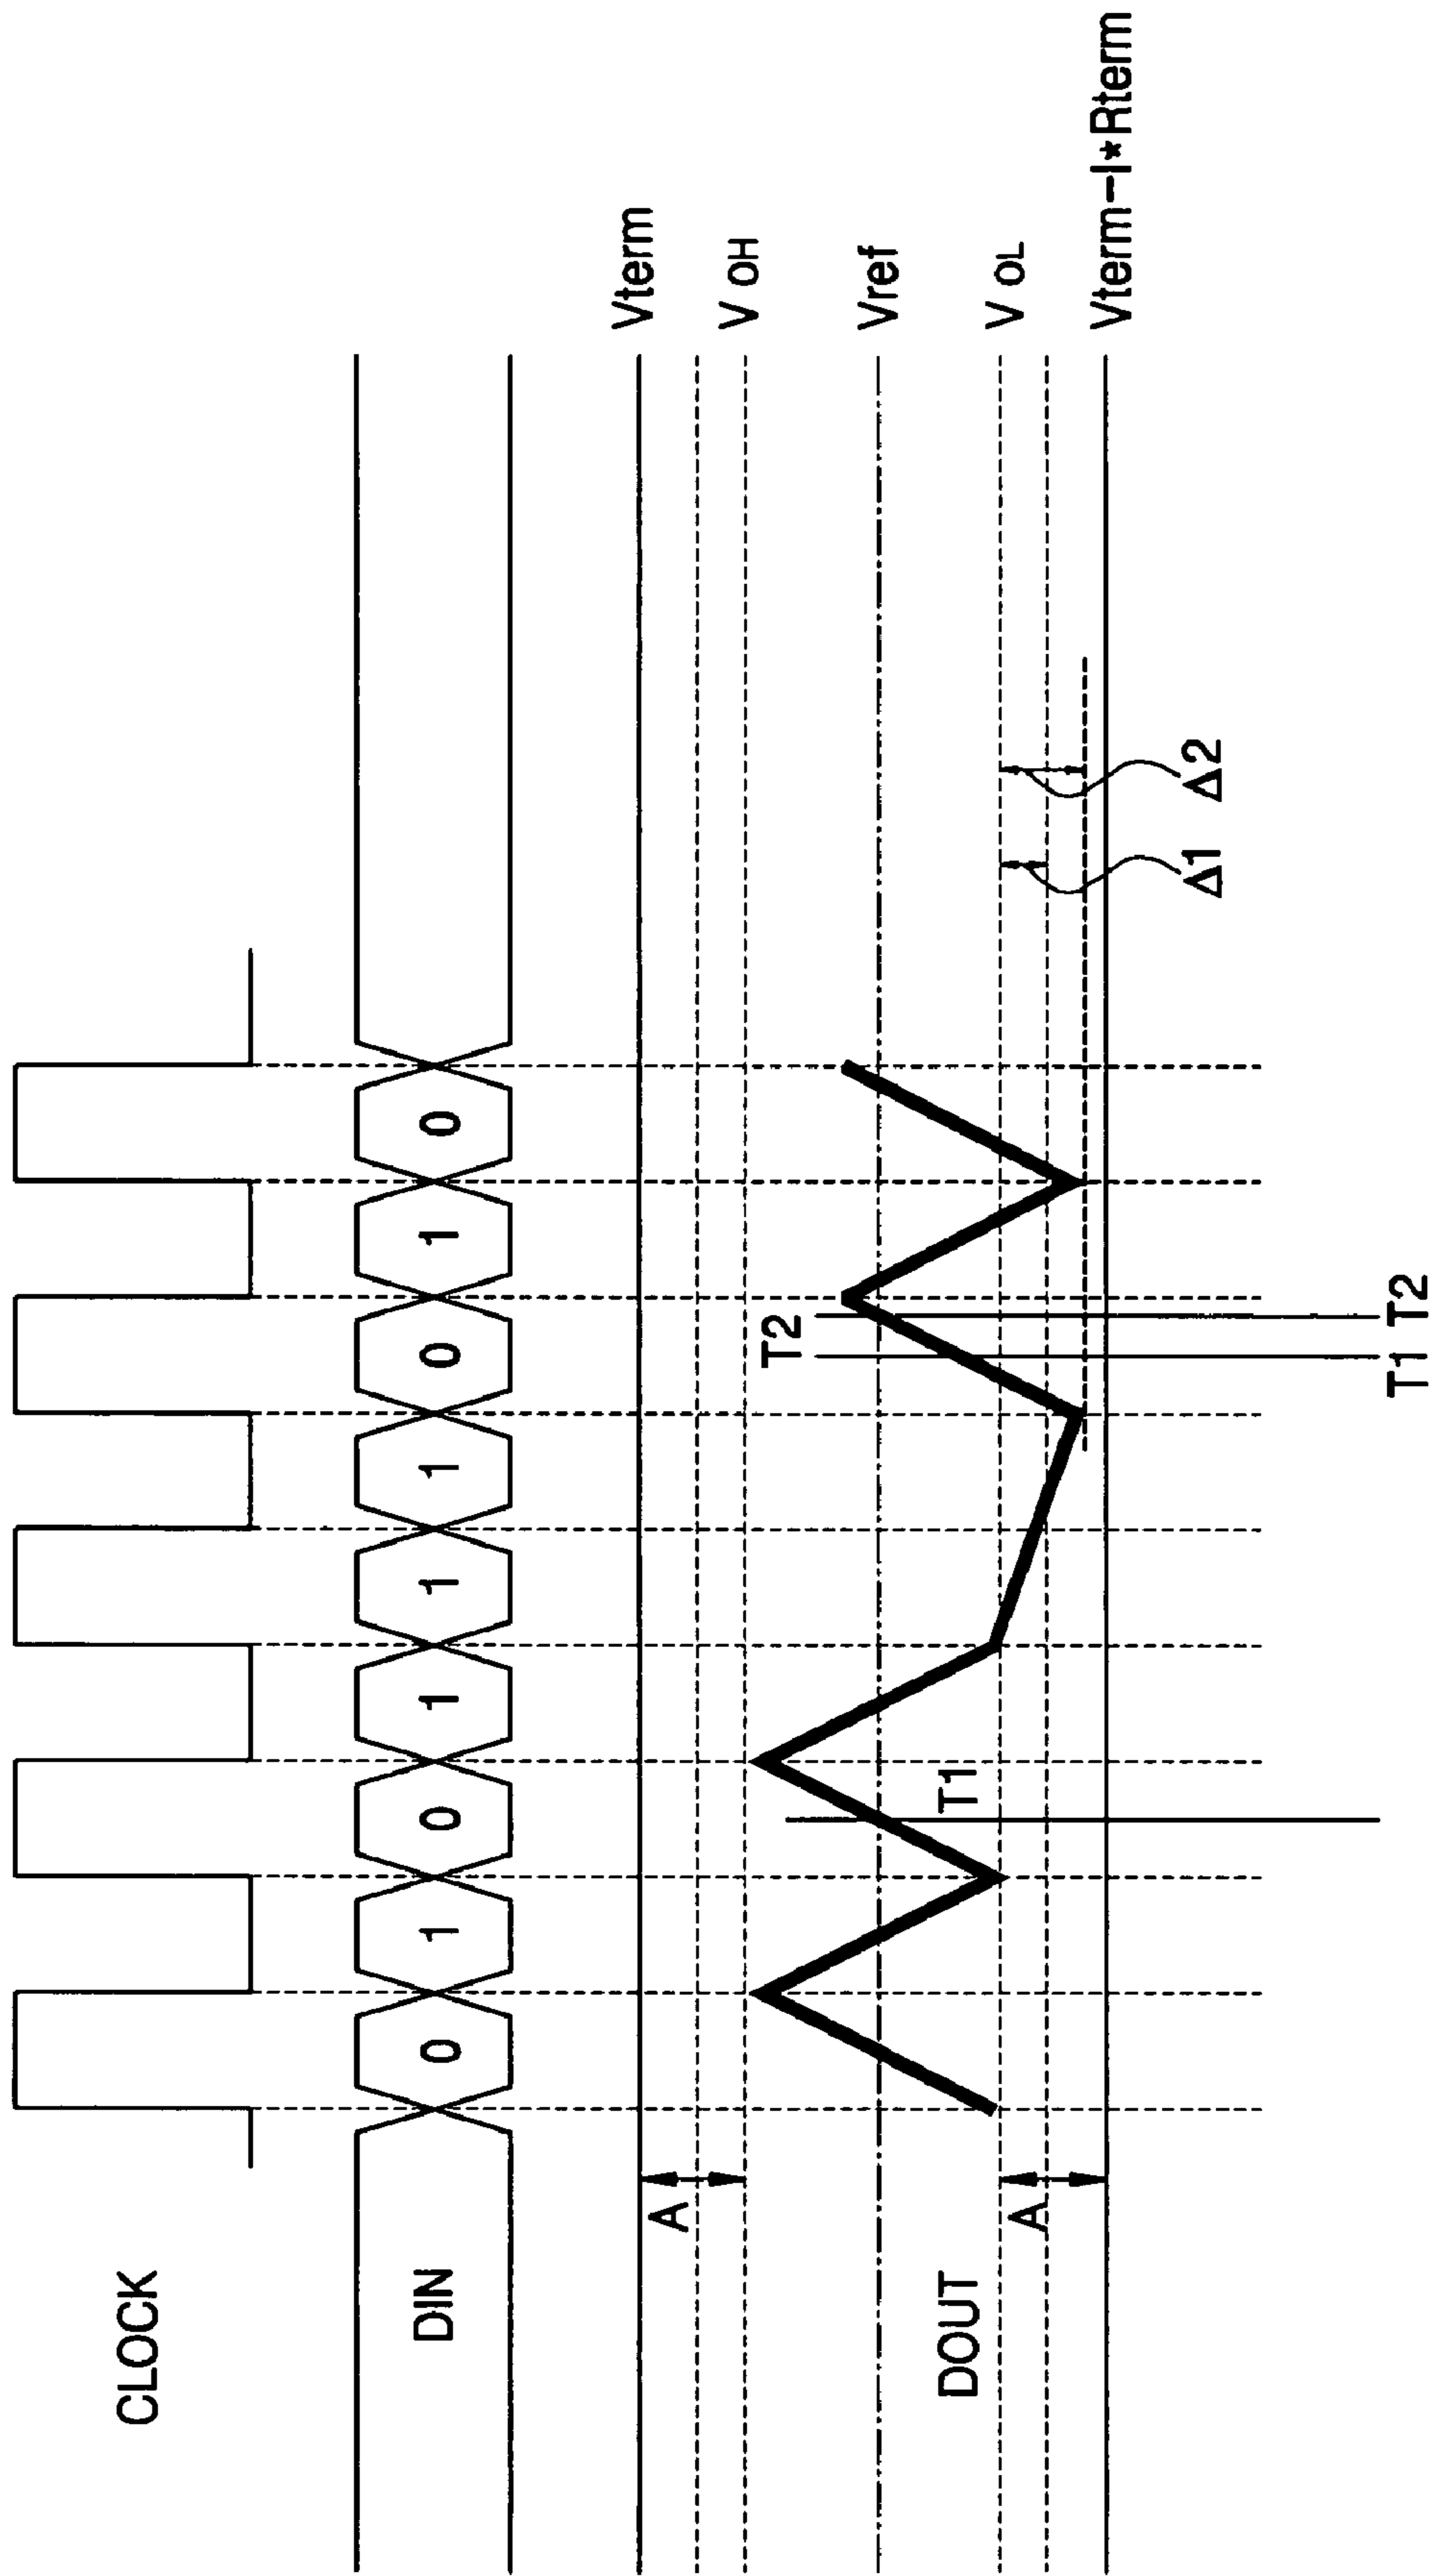 CLOCK
DIN
0 1 0 1 1 1 0 1 0
Vterm
A
V OH
T2
Vref
DOUT
T1
V OL
A
Vterm-I*Rterm
Δ1
Δ2
T1 T2